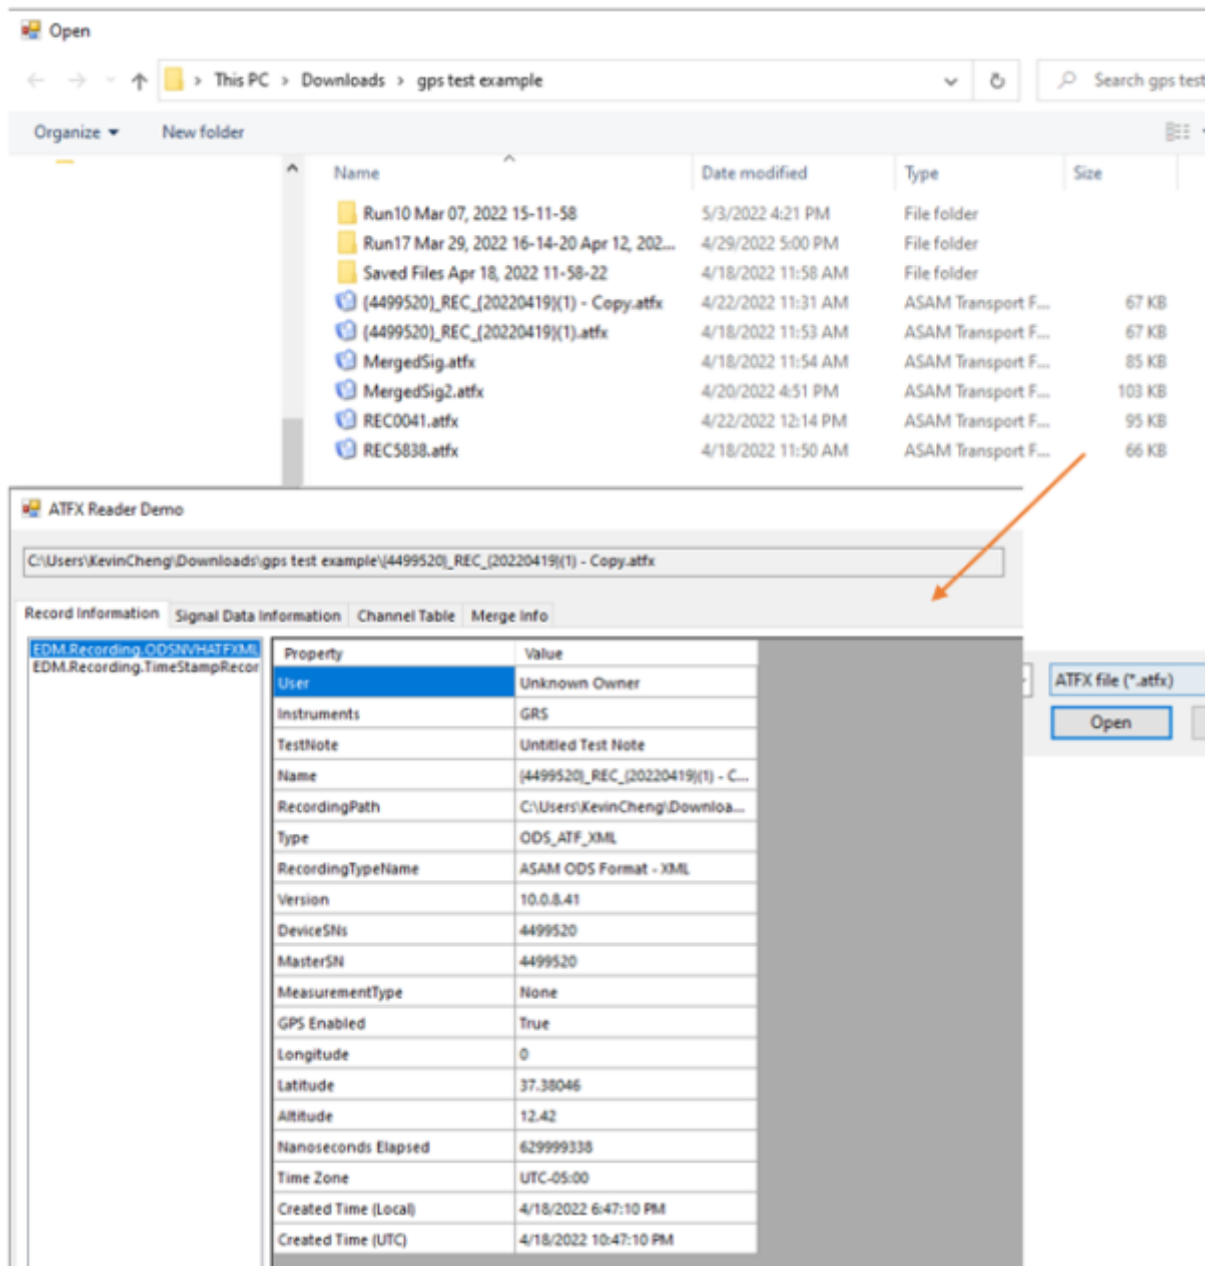 Open
This PC > Downloads > gps test example
Search gps test
Organize New folder
Name Date modified Type Size
Run10 Mar 07, 2022 15-11-58 5/3/2022 4:21 PM File folder
Run17 Mar 29, 2022 16-14-20 Apr 12, 202... 4/29/2022 5:00 PM File folder
Saved Files Apr 18, 2022 11-58-22 4/18/2022 11:58 AM File folder
(4499520)_REC_(20220419)(1) - Copy.atfx 4/22/2022 11:31 AM ASAM Transport F... 67 KB
(4499520)_REC_(20220419)(1).atfx 4/18/2022 11:53 AM ASAM Transport F... 67 KB
MergedSig.atfx 4/18/2022 11:54 AM ASAM Transport F... 85 KB
MergedSig2.atfx 4/20/2022 4:51 PM ASAM Transport F... 103 KB
REC0041.atfx 4/22/2022 12:14 PM ASAM Transport F... 95 KB
REC5838.atfx 4/18/2022 11:50 AM ASAM Transport F... 66 KB
ATFX file (*.atfx)
Open
ATFX Reader Demo
C:\Users\KevinCheng\Downloads\gps test example\(4499520)_REC_(20220419)(1) - Copy.atfx
Record Information Signal Data Information Channel Table Merge Info
EDM.Recording.ODSNVHATFXML
EDM.Recording.TimeStampRecor
Property Value
User Unknown Owner
Instruments GRS
TestNote Untitled Test Note
Name (4499520)_REC_(20220419)(1) - C...
RecordingPath C:\Users\KevinCheng\Downloa...
Type ODS_ATF_XML
RecordingTypeName ASAM ODS Format - XML
Version 10.0.8.41
DeviceSNs 4499520
MasterSN 4499520
MeasurementType None
GPS Enabled True
Longitude 0
Latitude 37.38046
Altitude 12.42
Nanoseconds Elapsed 629999338
Time Zone UTC-05:00
Created Time (Local) 4/18/2022 6:47:10 PM
Created Time (UTC) 4/18/2022 10:47:10 PM